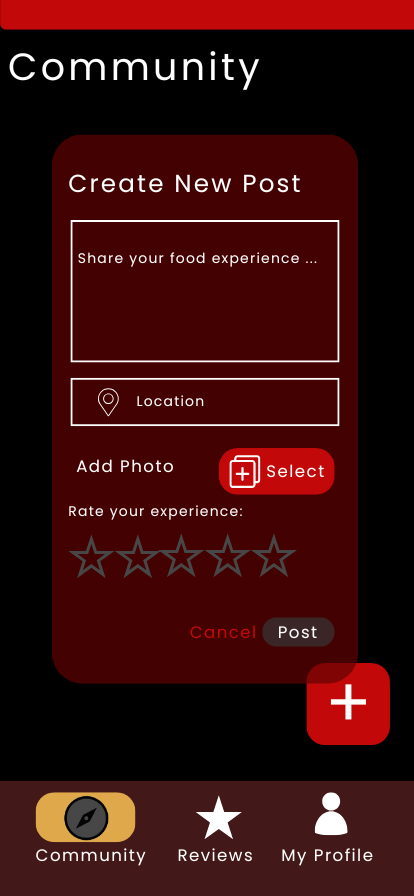 Community
Create New Post
Share your food experience ...
Location
Add Photo
Select
Rate your experience:
Cancel Post
Community Reviews My Profile